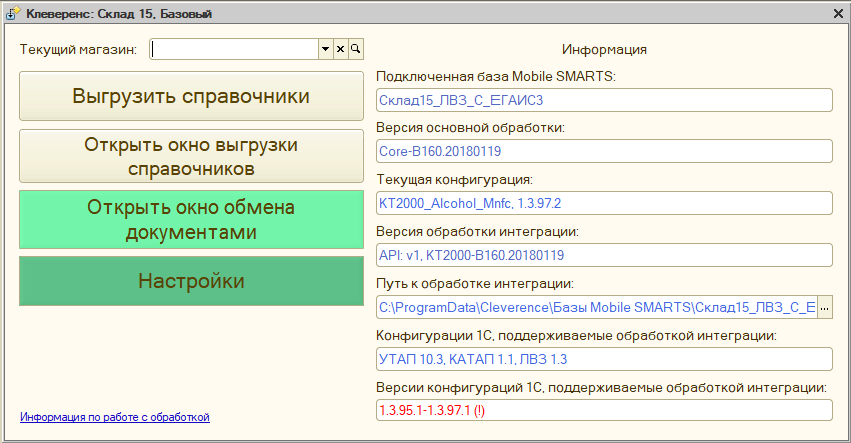 Клеверенс: Склад 15, Базовый
Текущий магазин:
Выгрузить справочники
Открыть окно выгрузки
справочников
Открыть окно обмена
документами
Настройки
Информация по работе с обработкой
Информация
Подключенная база Mobile SMARTS:
Склад15_ЛВЗ_С_ЕГАИС3
Версия основной обработки:
Core-B160.20180119
Текущая конфигурация:
KT2000_Alcohol_Mnfc, 1.3.97.2
Версия обработки интеграции:
API: v1, KT2000-B160.20180119
Путь к обработке интеграции:
C:\ProgramData\Cleverence\Базы Mobile SMARTS\Склад15_ЛВЗ_С_Е ...
Конфигурации 1С, поддерживаемые обработкой интеграции:
УТАП 10.3, КАТАП 1.1, ЛВЗ 1.3
Версии конфигураций 1С, поддерживаемые обработкой интеграции:
1.3.95.1-1.3.97.1 (!)